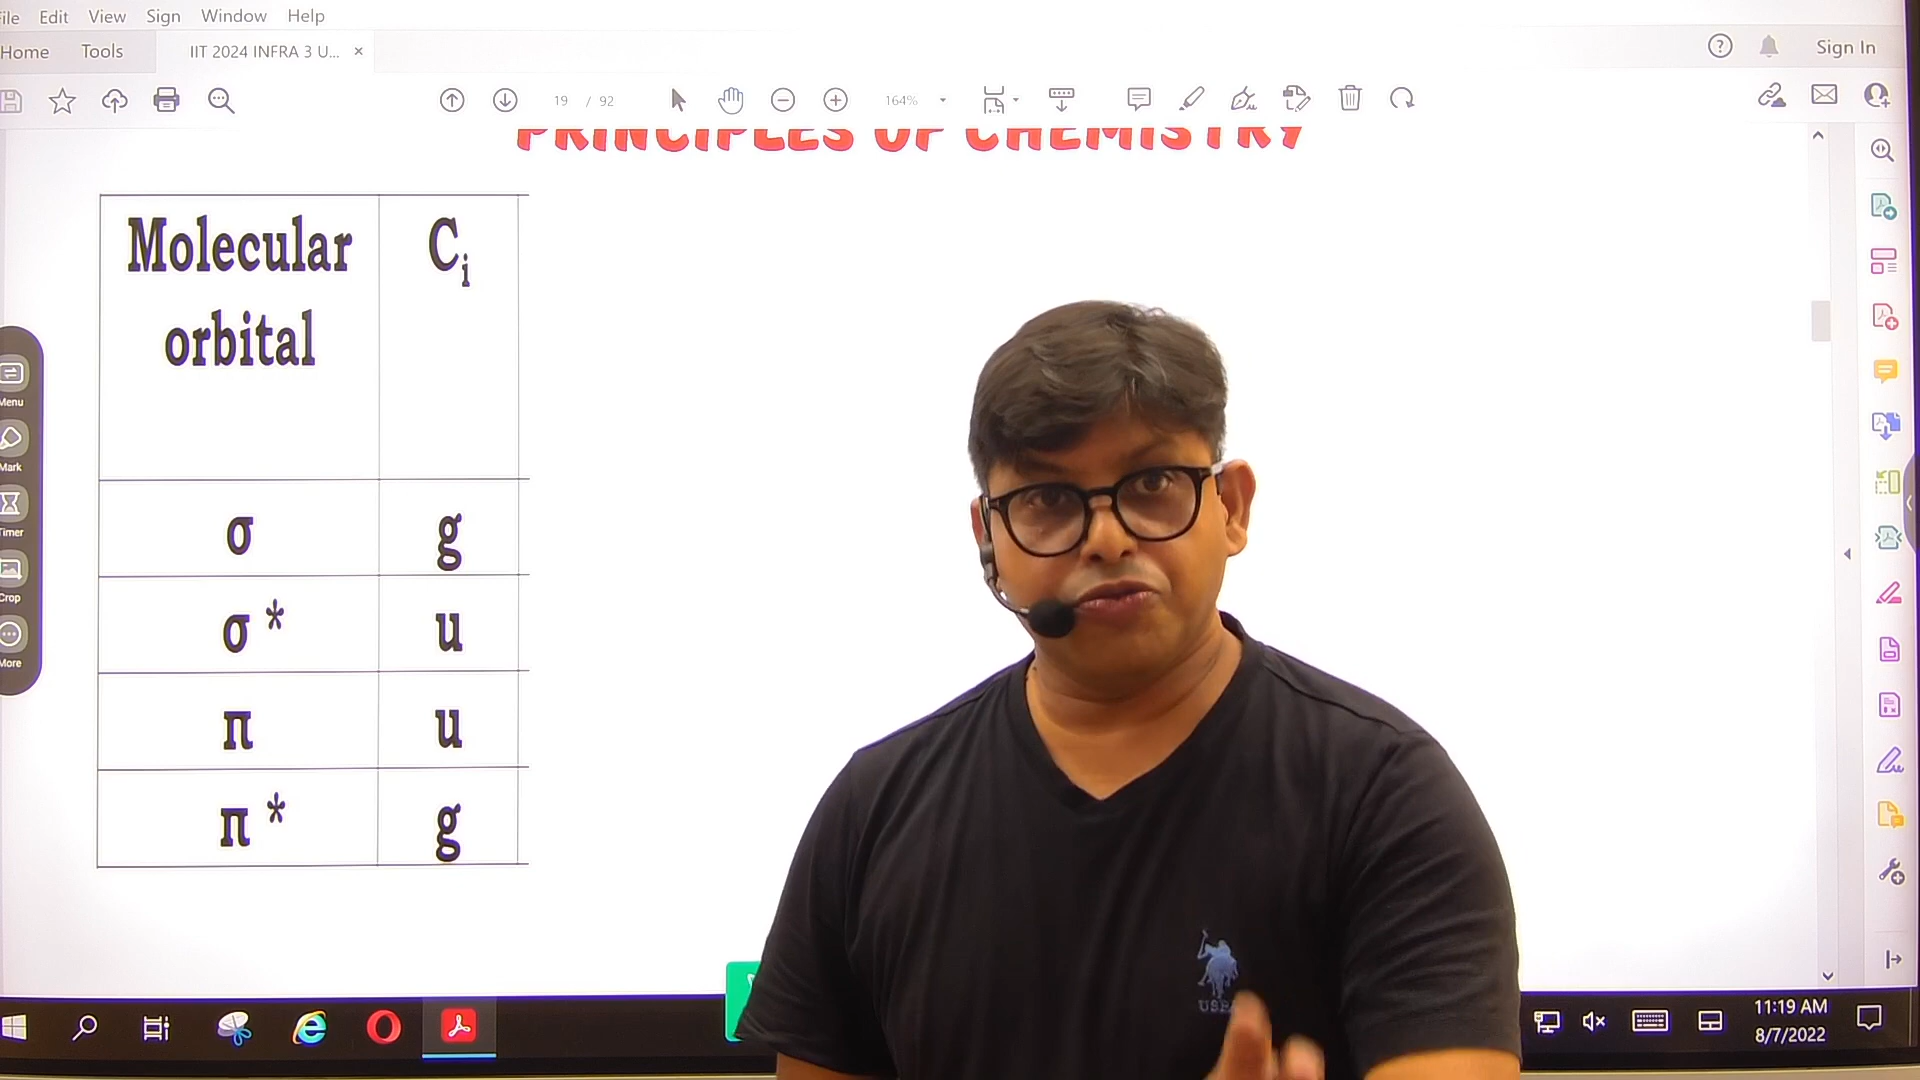 File Edit View Sign Window Help
Home Tools IIT 2024 INFRA 3 U... × ? Sign In
19 / 92 164%
PRINCIPLES OF CHEMISTRY
Molecular orbital Ci
σ g
σ * u
π u
π * g
Menu
Mark
Timer
Crop
More
11:19 AM
8/7/2022